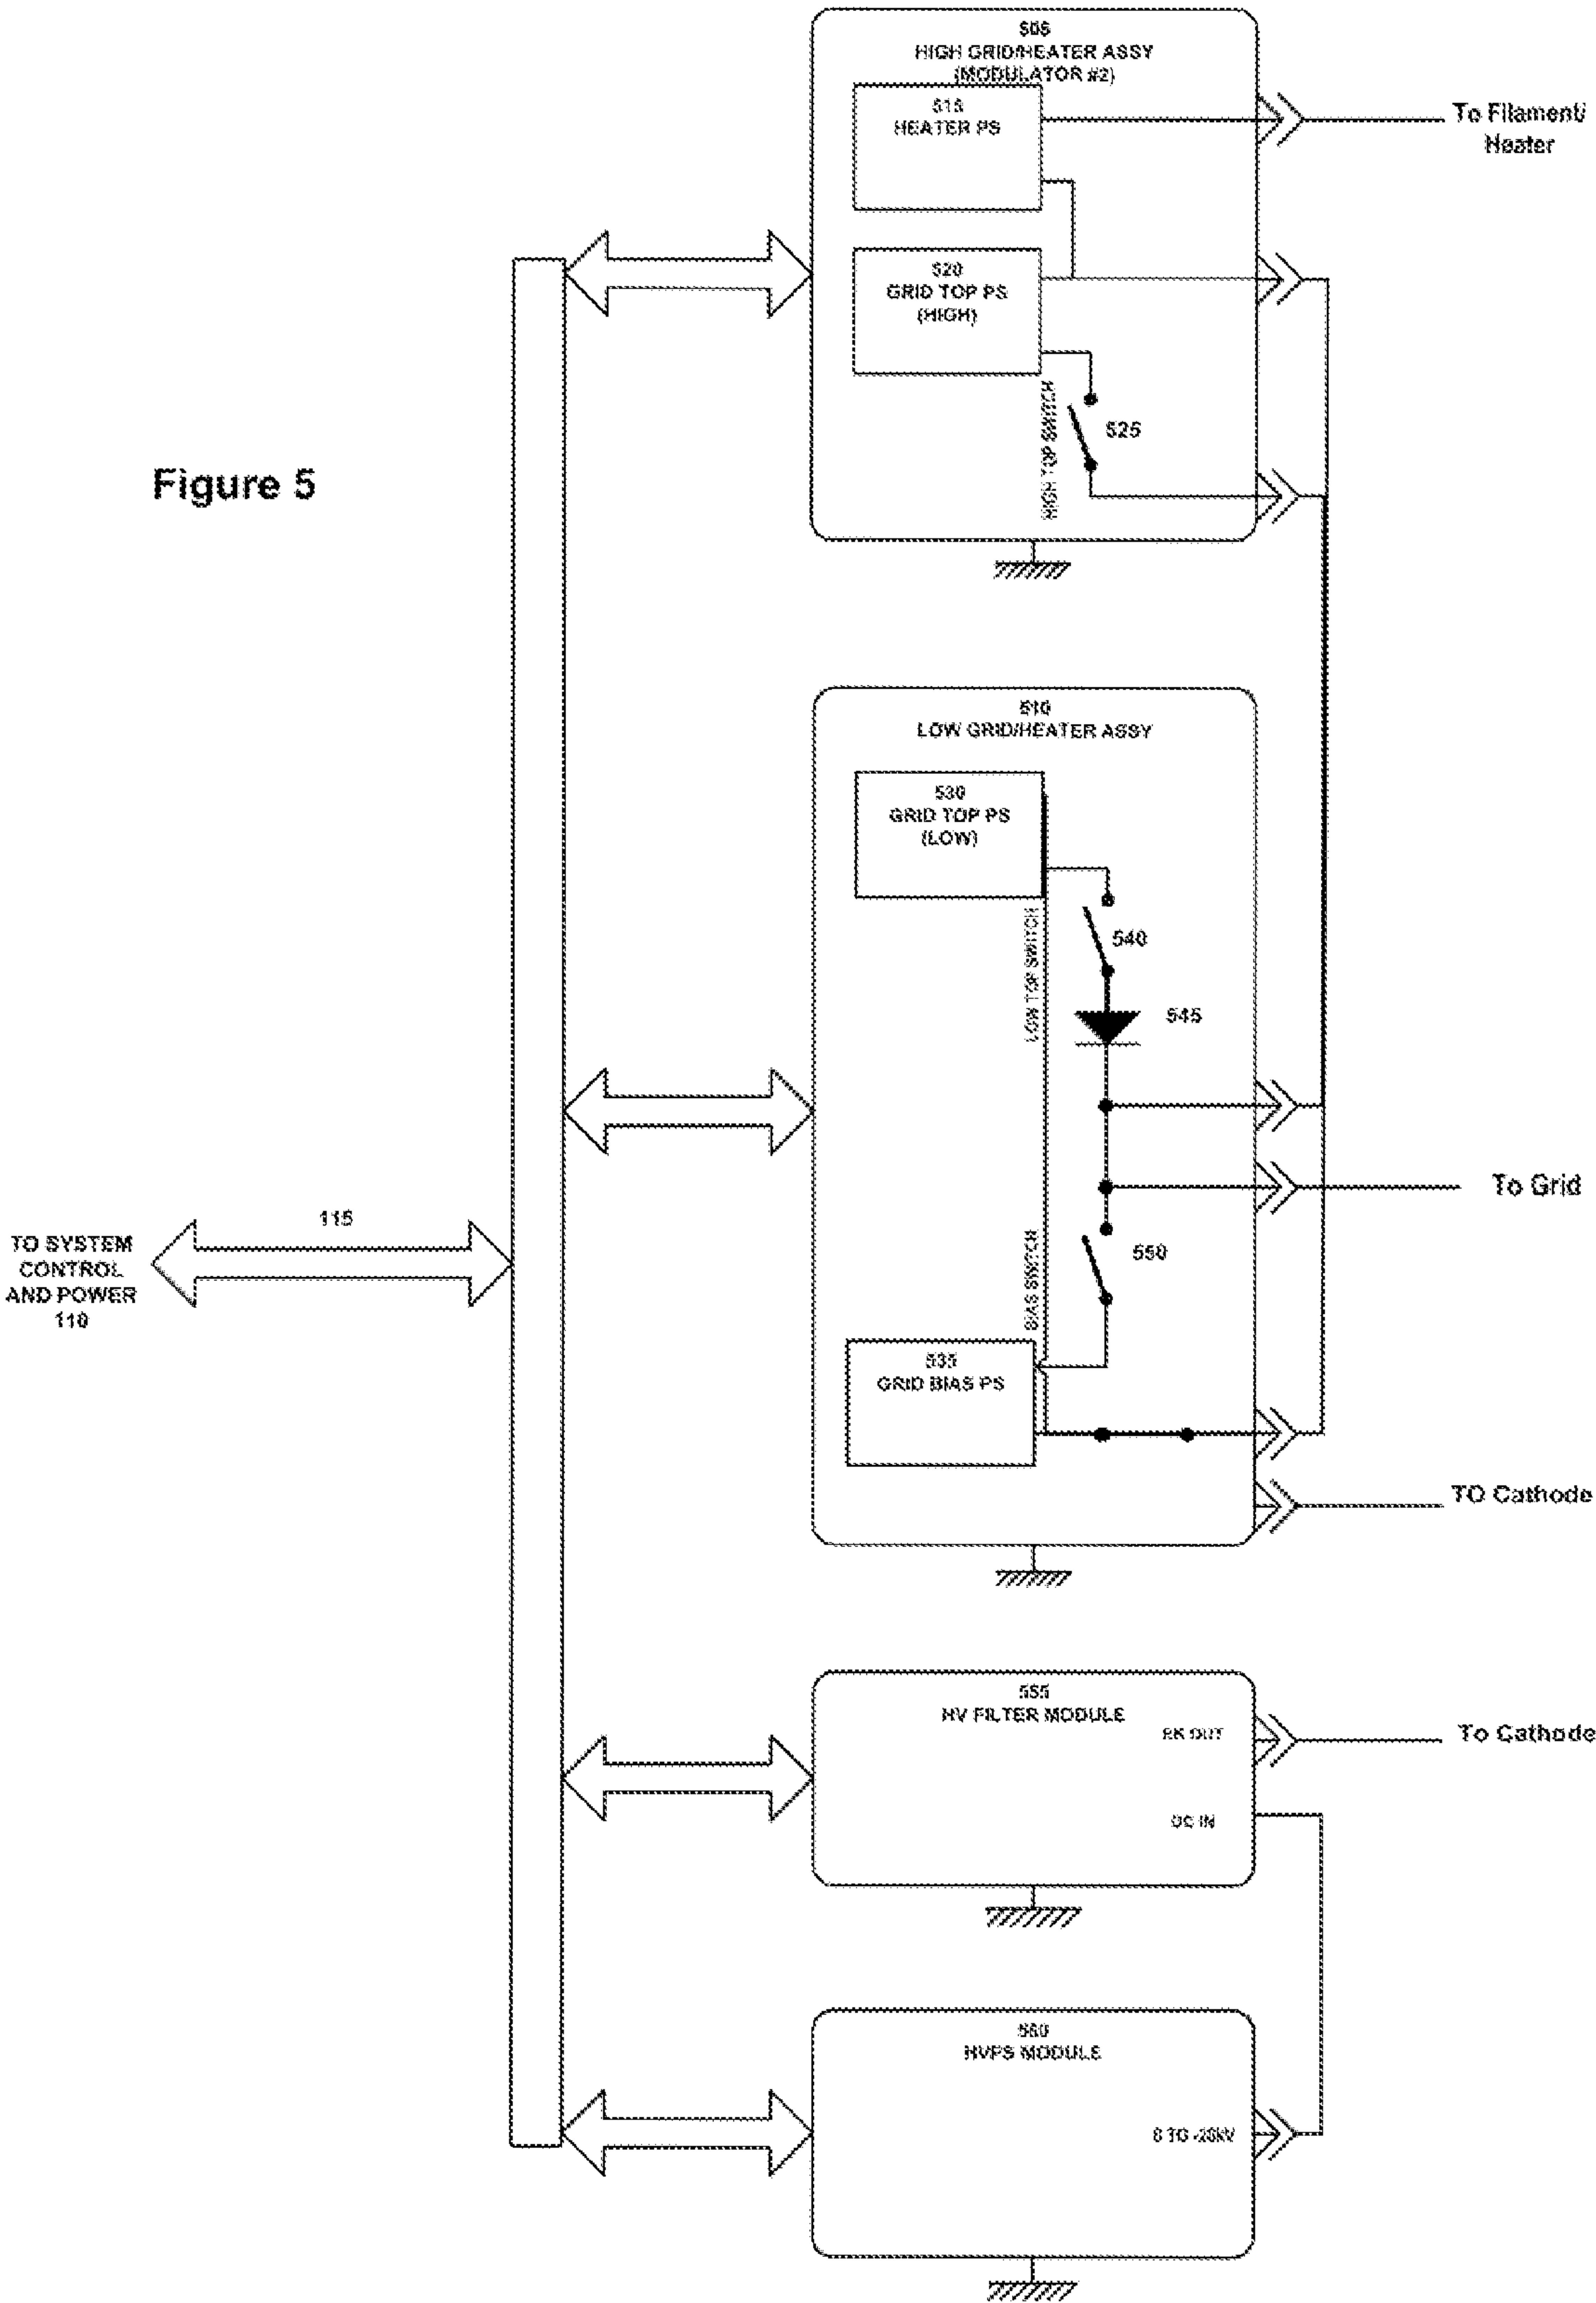 505
HIGH GRID/HEATER ASSY
(MODULATOR #2)
515
HEATER PS
To Filament/
Heater
520
GRID TOP PS
(HIGH)
HIGH TOP SWITCH
525
Figure 5
510
LOW GRID/HEATER ASSY
530
GRID TOP PS
(LOW)
LOW TOP SWITCH
540
545
To Grid
115
TO SYSTEM
CONTROL
AND POWER
110
BIAS SWITCH
550
535
GRID BIAS PS
TO Cathode
555
HV FILTER MODULE
EK OUT
To Cathode
DC IN
560
HVPS MODULE
0 TO